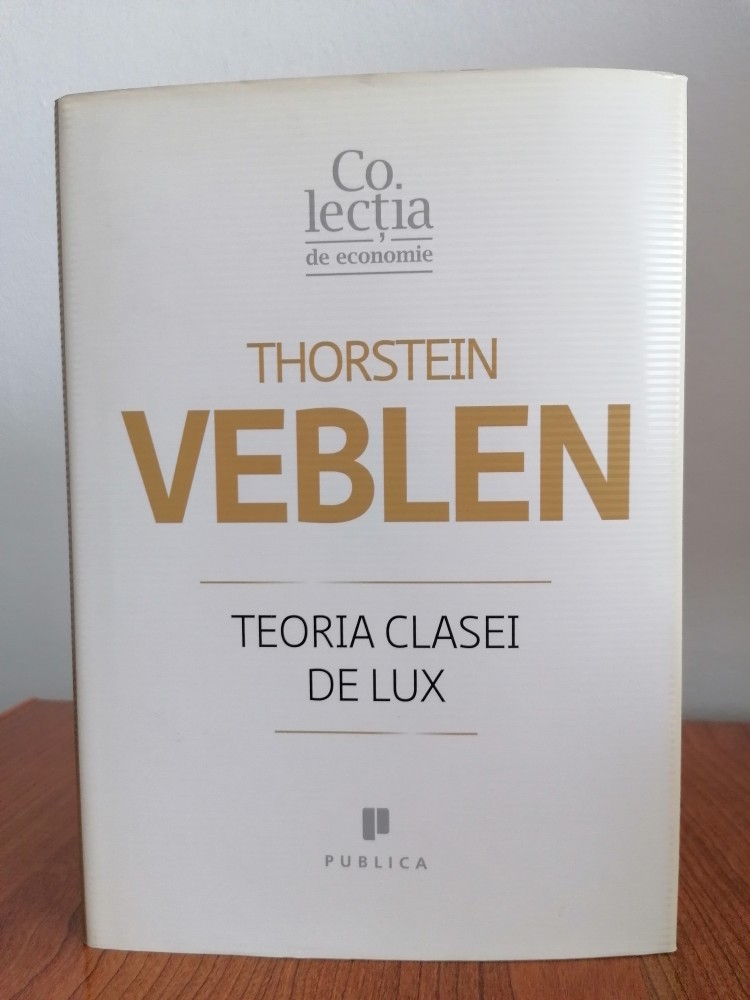 Co.
lecția
de economie
THORSTEIN
VEBLEN
TEORIA CLASEI
DE LUX
PUBLICA